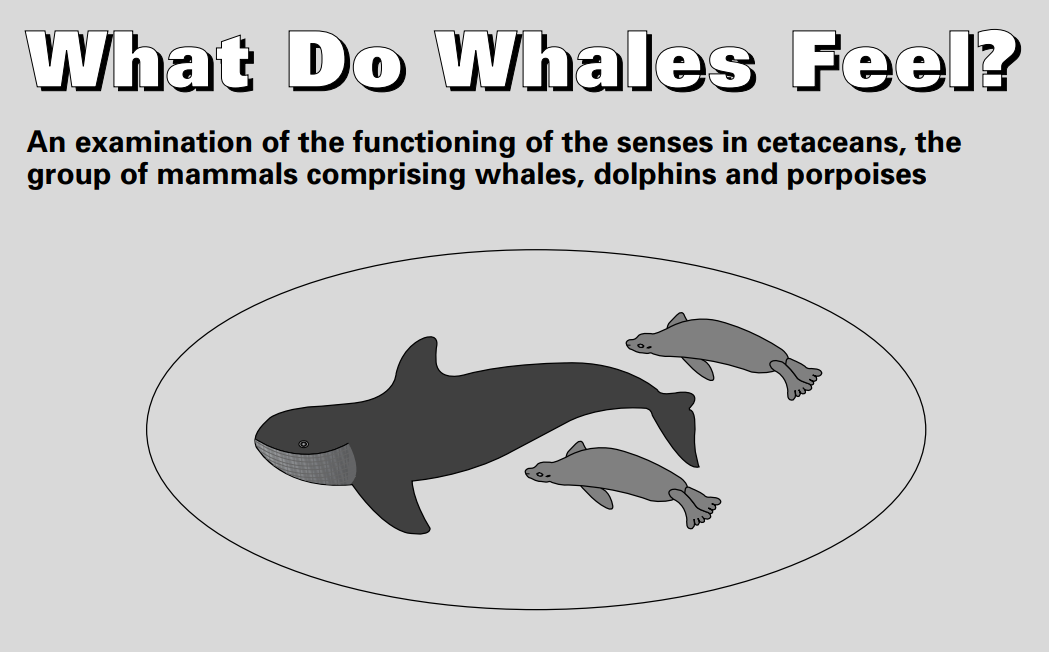 What Do Whales Feel?
An examination of the functioning of the senses in cetaceans, the
group of mammals comprising whales, dolphins and porpoises